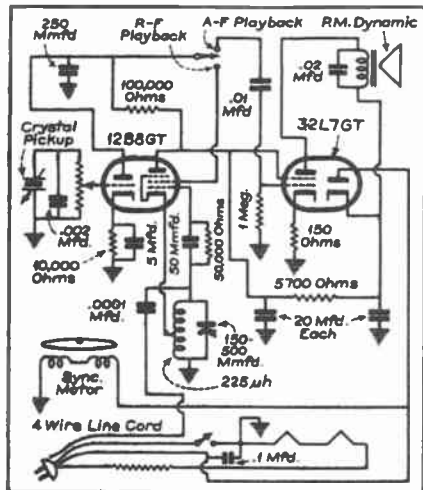 250
Mmfd
R-F
Playback
A-F Playback
P.M. Dynamic
100,000
Ohms
.01
Mfd
.02
Mfd
Crystal
Pickup
12B8GT
32L7GT
.002
Mfd.
10,000
Ohms
5 Mfd.
50 Mmfd.
50,000 Ohms
1 Meg.
150
Ohms
5700 Ohms
.0001
Mfd.
150-
500
Mmfd.
20 Mfd.
Each
225 µh
Sync.
Motor
4 Wire Line Cord
.1 Mfd.